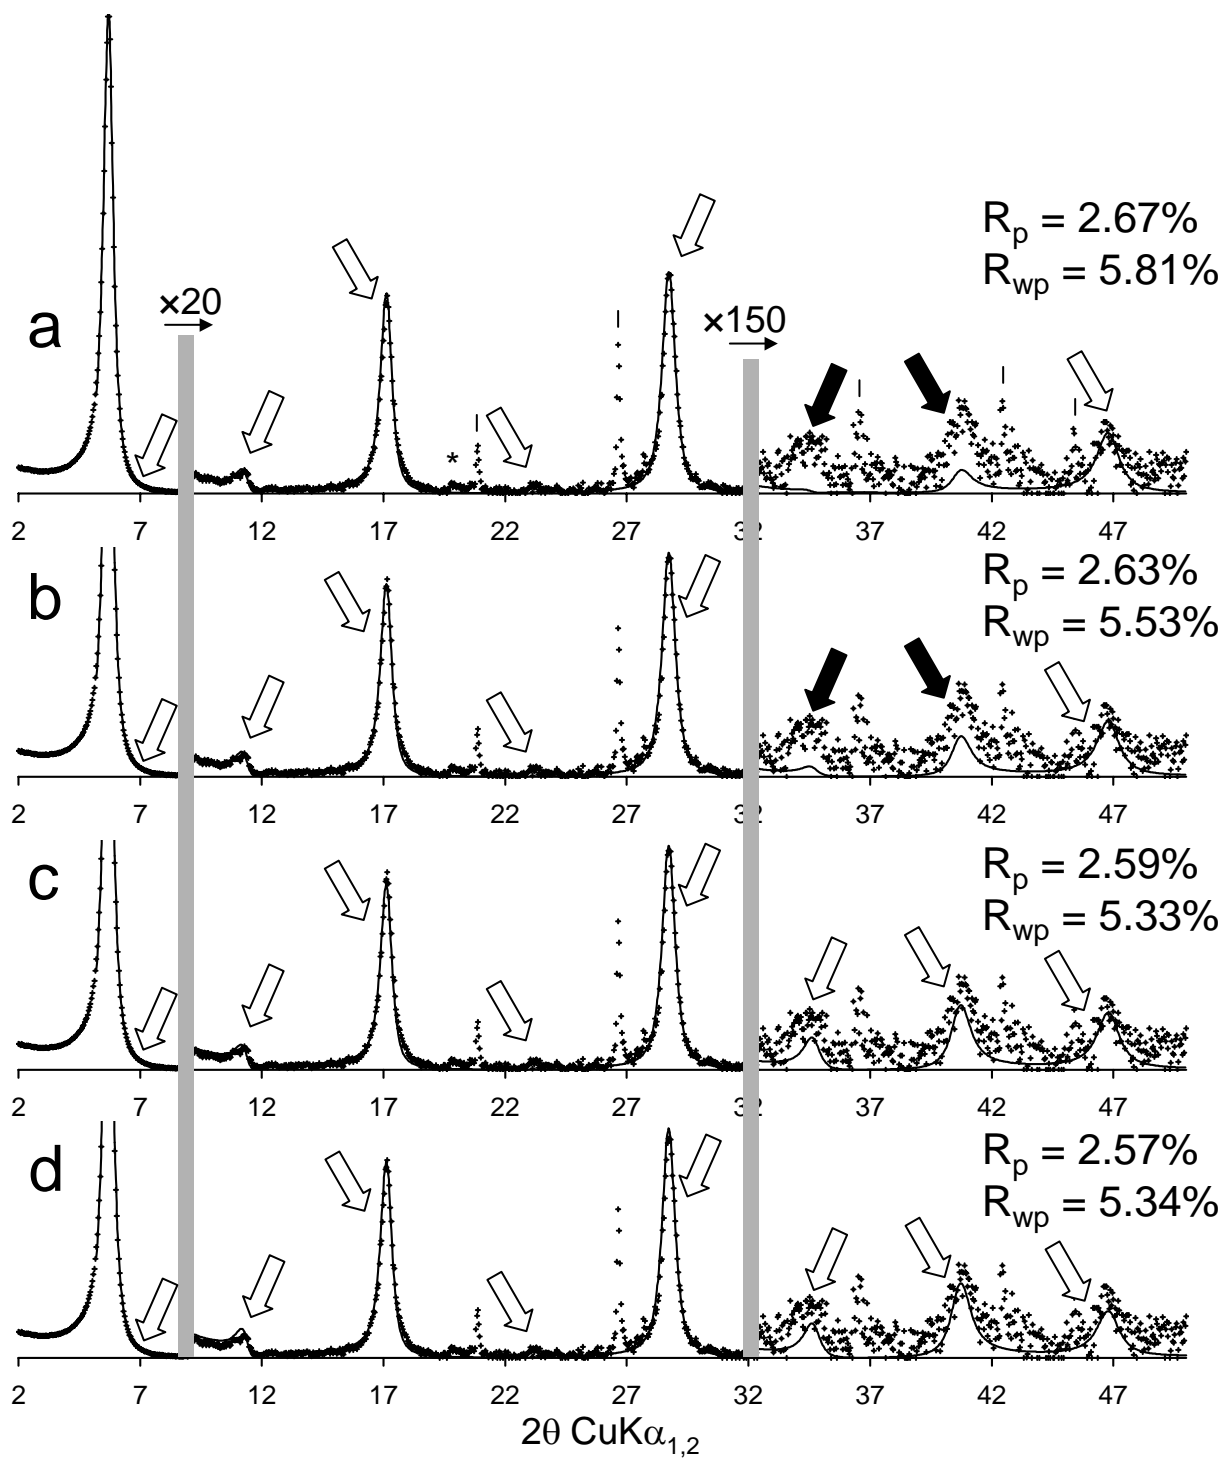 R_p = 2.67%
R_wp = 5.81%
×20
×150
a
*
2 7 12 17 22 27 32 37 42 47
R_p = 2.63%
R_wp = 5.53%
b
2 7 12 17 22 27 32 37 42 47
R_p = 2.59%
R_wp = 5.33%
c
2 7 12 17 22 27 32 37 42 47
R_p = 2.57%
R_wp = 5.34%
d
2 7 12 17 22 27 32 37 42 47
2θ CuKα_1,2